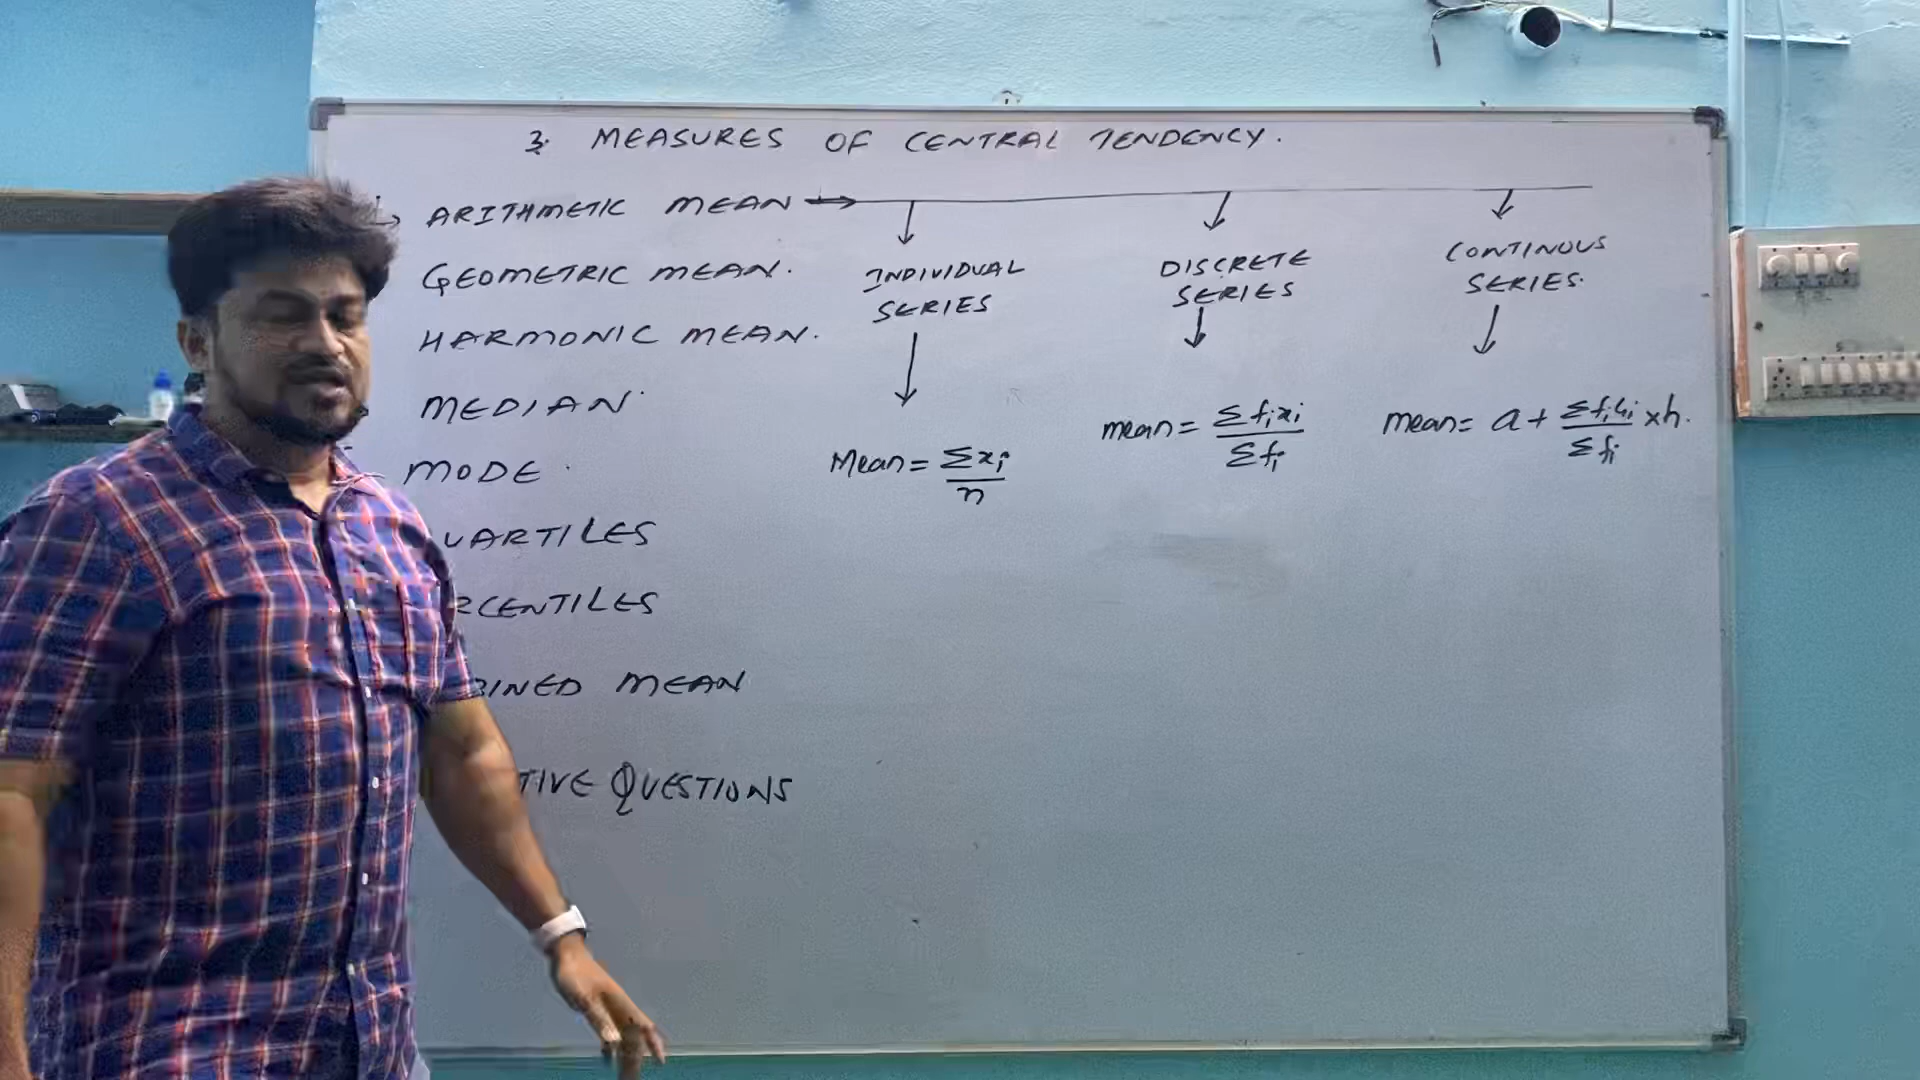 3. MEASURES OF CENTRAL TENDENCY.
ARITHMETIC MEAN
GEOMETRIC MEAN.
HARMONIC MEAN.
MEDIAN
MODE
UARTILES
RCENTILES
BINED MEAN
TIVE QUESTIONS
INDIVIDUAL
SERIES
Mean = Σxi / n
DISCRETE
SERIES
mean = Σfixi / Σfi
CONTINOUS
SERIES.
mean = a + Σfiui / Σfi × h.